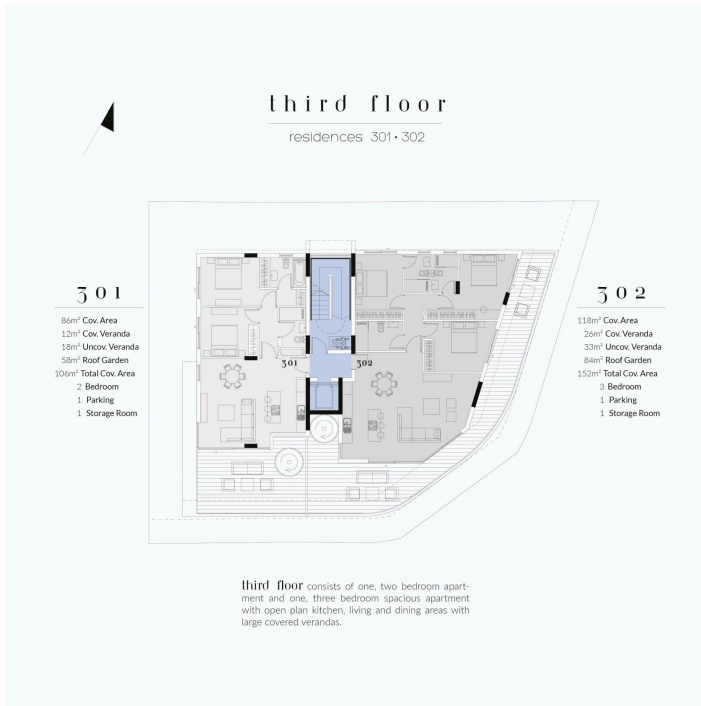 third floor
residences 301 • 302
301
86m² Cov. Area
12m² Cov. Veranda
18m² Uncov. Veranda
58m² Roof Garden
106m² Total Cov. Area
2 Bedroom
1 Parking
1 Storage Room
302
118m² Cov. Area
26m² Cov. Veranda
33m² Uncov. Veranda
84m² Roof Garden
152m² Total Cov. Area
3 Bedroom
1 Parking
1 Storage Room
301
302
third floor consists of one, two bedroom apart-
ment and one, three bedroom spacious apartment
with open plan kitchen, living and dining areas with
large covered verandas.